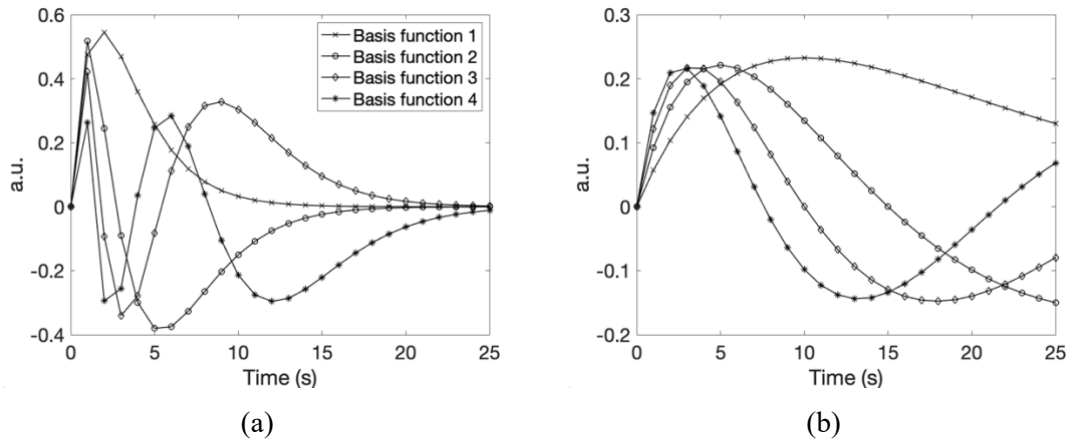 0.6
0.4
0.2
0
-0.2
-0.4
a.u.
0 5 10 15 20 25
Time (s)
Basis function 1
Basis function 2
Basis function 3
Basis function 4
(a)
0.3
0.2
0.1
0
-0.1
-0.2
a.u.
0 5 10 15 20 25
Time (s)
(b)